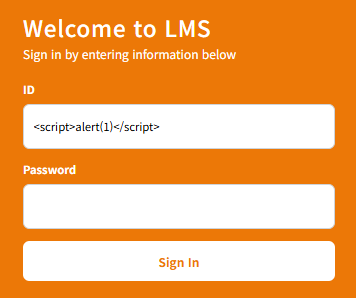 Welcome to LMS
Sign in by entering information below
ID
<script>alert(1)</script>
Password
Sign In